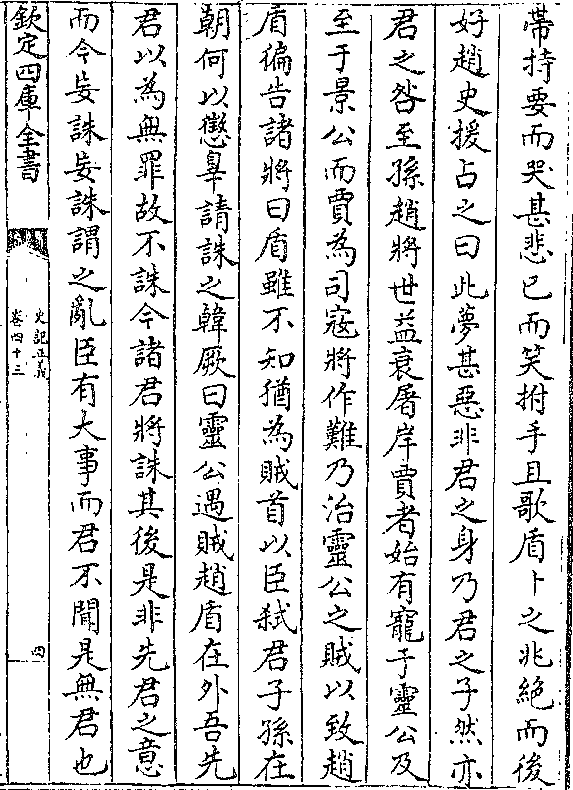 帶持要而哭甚悲已而笑拊手且歌盾卜之兆絶而後
好趙史援占之曰此夢甚惡非君之身乃君之子然亦
君之咎至孫趙將世益衰屠岸賈者始有寵于靈公及
至于景公而賈為司寇將作難乃治靈公之賊以致趙
盾徧告諸將曰盾雖不知猶為賊首以臣弑君子孫在
朝何以懲辠請誅之韓厥曰靈公遇賊趙盾在外吾先
君以為無罪故不誅今諸君將誅其後是非先君之意
而今妄誅妄誅謂之亂臣有大事而君不聞是無君也
欽定四庫全書
史記正義
卷四十三
四